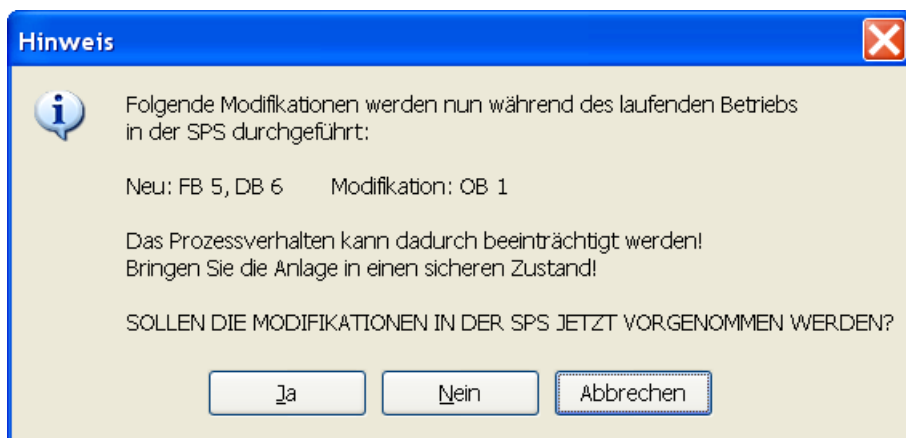 Hinweis
Folgende Modifikationen werden nun während des laufenden Betriebs
in der SPS durchgeführt:
Neu: FB 5, DB 6 Modifikation: OB 1
Das Prozessverhalten kann dadurch beeinträchtigt werden!
Bringen Sie die Anlage in einen sicheren Zustand!
SOLLEN DIE MODIFIKATIONEN IN DER SPS JETZT VORGENOMMEN WERDEN?
Ja
Nein
Abbrechen